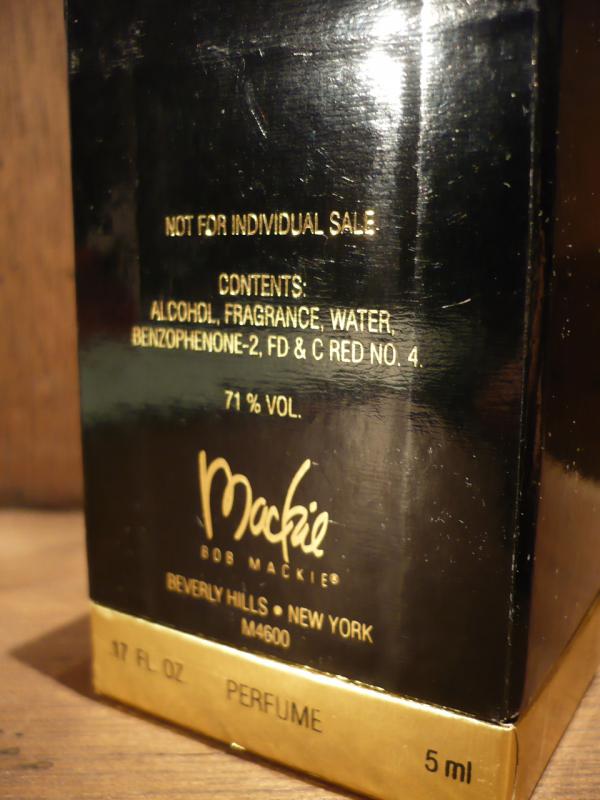 NOT FOR INDIVIDUAL SALE
CONTENTS:
ALCOHOL, FRAGRANCE, WATER,
BENZOPHENONE-2, FD & C RED NO. 4.
71 % VOL.
Mackie
BOB MACKIE®
BEVERLY HILLS • NEW YORK
M4600
.17 FL. OZ. PERFUME 5 ml